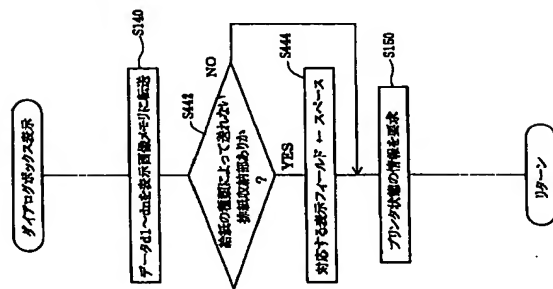 ダイアログボックス表示
S140
データd1〜dnを表示画像メモリに転送
S442
給紙の種類によって送れない
排紙収納部ありか
?
NO
YES
S444
対応する表示フィールド ← スペース
S150
プリンタ状態の情報を要求
リターン